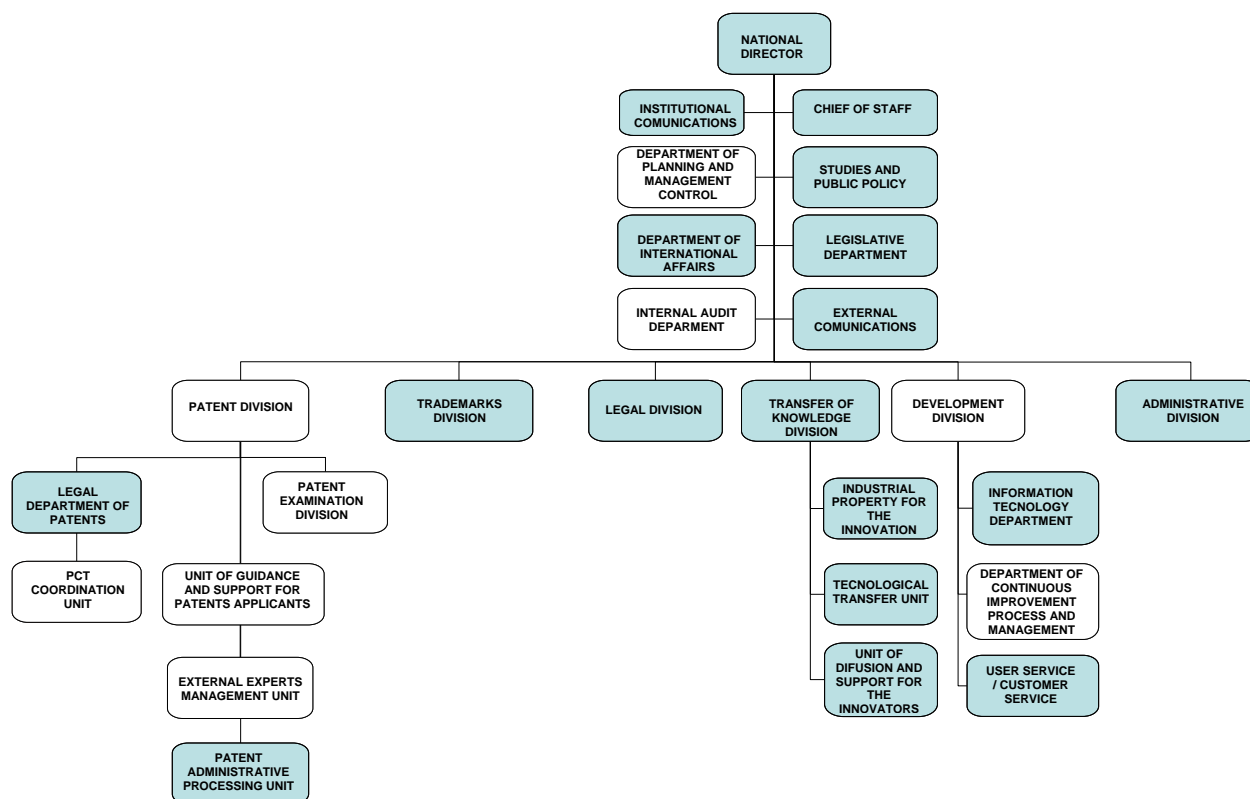 NATIONAL
DIRECTOR
INSTITUTIONAL
COMUNICATIONS
CHIEF OF STAFF
DEPARTMENT OF
PLANNING AND
MANAGEMENT
CONTROL
STUDIES AND
PUBLIC POLICY
DEPARTMENT OF
INTERNATIONAL
AFFAIRS
LEGISLATIVE
DEPARTMENT
INTERNAL AUDIT
DEPARMENT
EXTERNAL
COMUNICATIONS
PATENT DIVISION
TRADEMARKS
DIVISION
LEGAL DIVISION
TRANSFER OF
KNOWLEDGE
DIVISION
DEVELOPMENT
DIVISION
ADMINISTRATIVE
DIVISION
LEGAL
DEPARTMENT OF
PATENTS
PATENT
EXAMINATION
DIVISION
INDUSTRIAL
PROPERTY FOR
THE
INNOVATION
INFORMATION
TECNOLOGY
DEPARTMENT
PCT
COORDINATION
UNIT
UNIT OF GUIDANCE
AND SUPPORT FOR
PATENTS APPLICANTS
TECNOLOGICAL
TRANSFER UNIT
DEPARTMENT OF
CONTINUOUS
IMPROVEMENT
PROCESS AND
MANAGEMENT
EXTERNAL EXPERTS
MANAGEMENT UNIT
UNIT OF
DIFUSION AND
SUPPORT FOR
THE
INNOVATORS
USER SERVICE
/ CUSTOMER
SERVICE
PATENT
ADMINISTRATIVE
PROCESSING UNIT